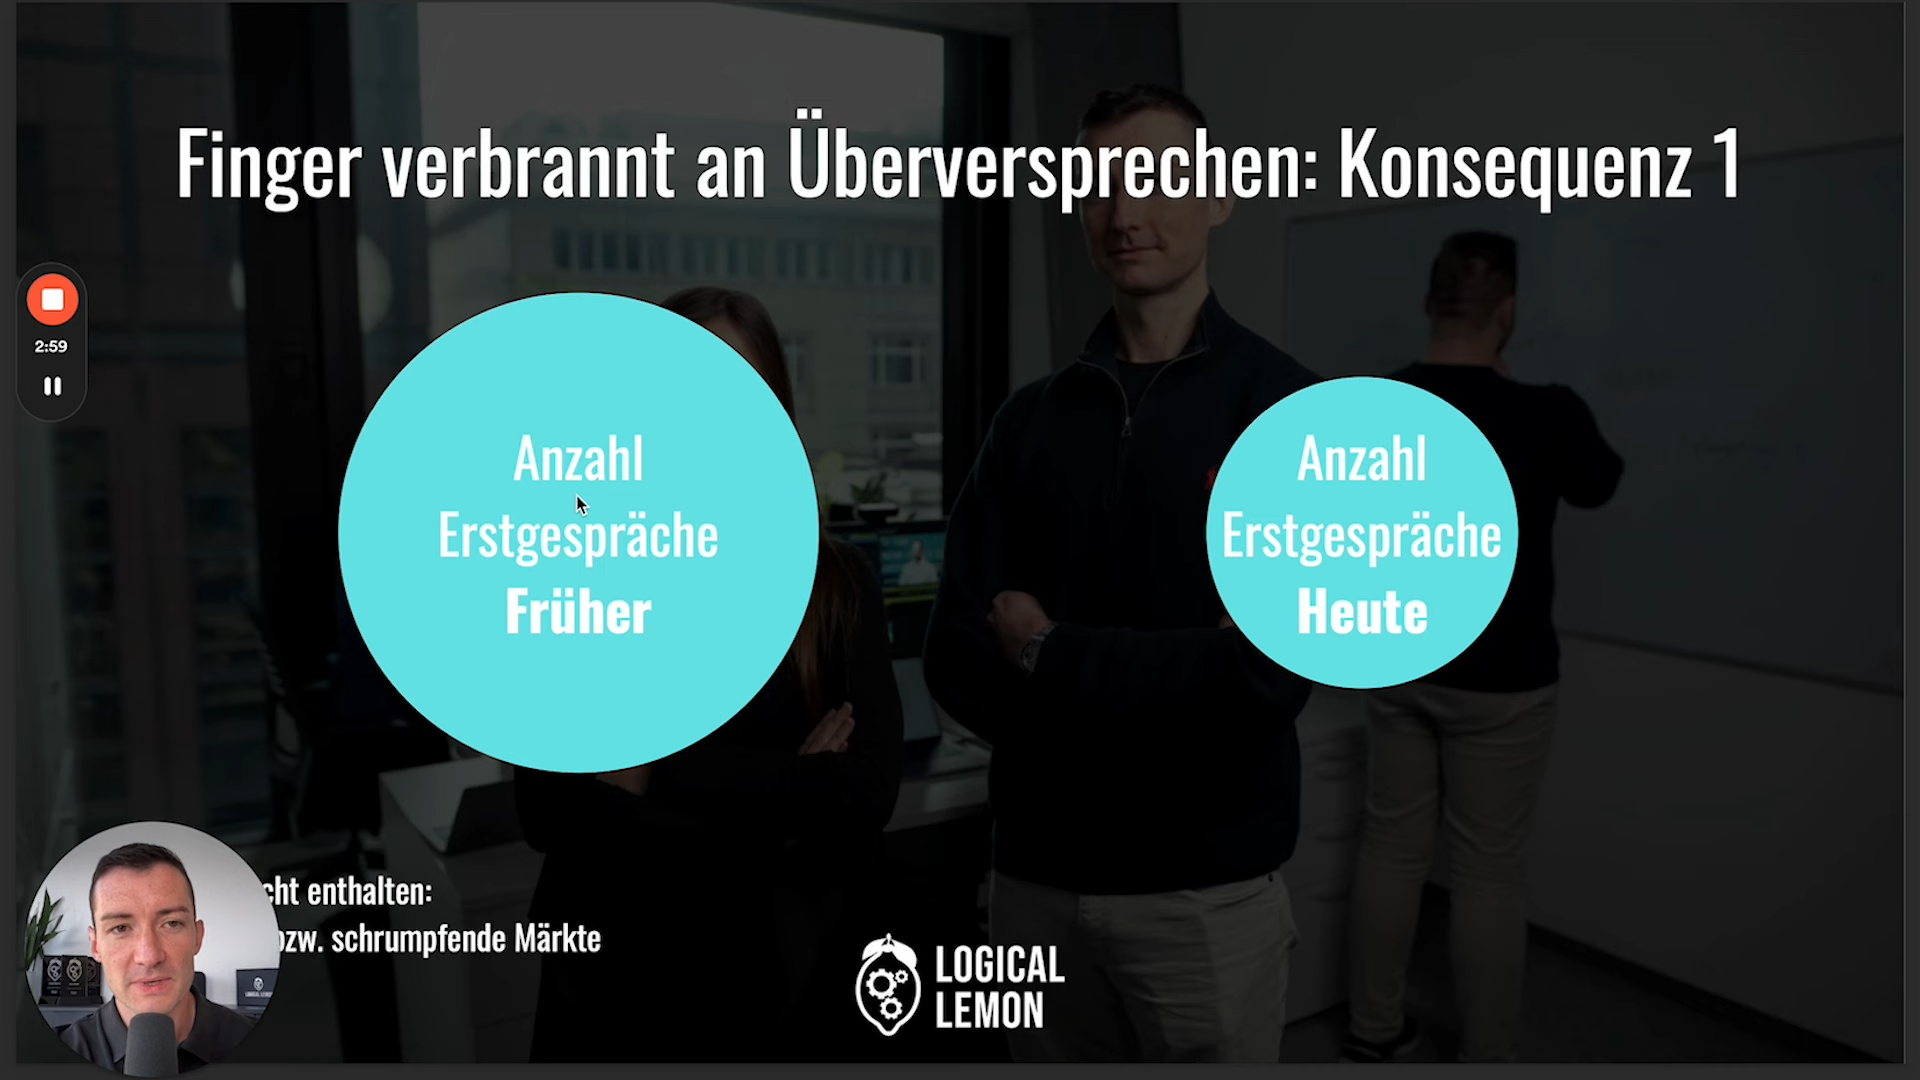 Finger verbrannt an Überversprechen: Konsequenz 1
2:59
Anzahl
Erstgespräche
Früher
Anzahl
Erstgespräche
Heute
cht enthalten:
bzw. schrumpfende Märkte
LOGICAL
LEMON